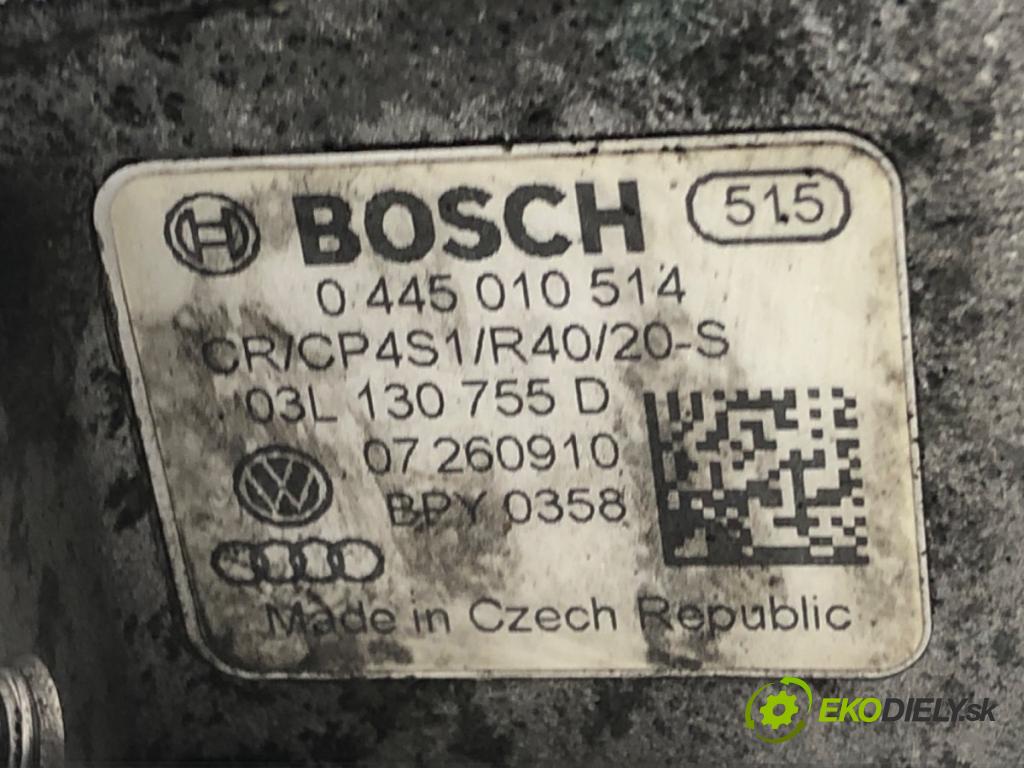 BOSCH 515
0 445 010 514
CR/CP4S1/R40/20-S
03L 130 755 D
07 260910
BPY 0358
Made in Czech Republic
EKODIELY.sk